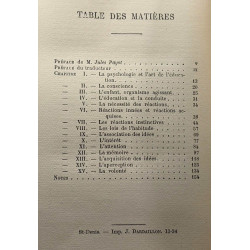 TABLE DES MATIÈRES
Préface de M. Jules Payot
Préface du traducteur
CHAPITRE I. — La psychologie et l'art de l'éducation
— II. — La conscience
— III. — L'enfant, organisme agissant
— IV. — L'éducation et la conduite
— V. — La nécessité des réactions
— VI. — Réactions innées et réactions acquises
— VII. — Les réactions instinctives
— VIII. — Les lois de l'habitude
— IX. — L'association des idées
— X. — L'intérêt
— XI. — L'attention
— XII. — La mémoire
— XIII. — L'acquisition des idées
— XIV. — L'aperception
— XV. — La volonté
NOTES
St-Denis. — Imp. J. DARDAILLON.